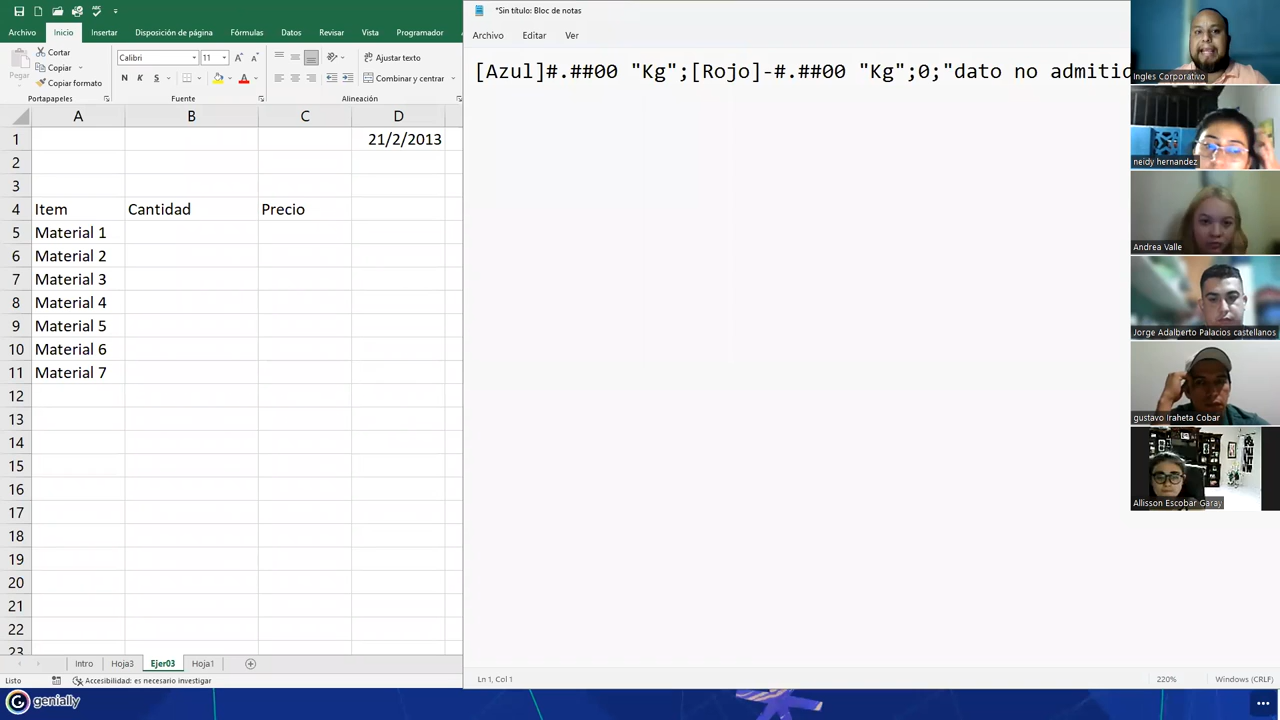 *Sin título: Bloc de notas
Archivo Inicio Insertar Disposición de página Fórmulas Datos Revisar Vista Programador
Archivo Editar Ver
Pegar
Cortar
Copiar
Copiar formato
Calibri 11
N K S
Ajustar texto
Combinar y centrar
Portapapeles Fuente Alineación
[Azul]#.##00 "Kg";[Rojo]-#.##00 "Kg";0;"dato no admitid
A B C D
1 21/2/2013
2
3
4 Item Cantidad Precio
5 Material 1
6 Material 2
7 Material 3
8 Material 4
9 Material 5
10 Material 6
11 Material 7
12
13
14
15
16
17
18
19
20
21
22
23
Intro Hoja3 Ejer03 Hoja1
Listo Accesibilidad: es necesario investigar
Ln 1, Col 1 220% Windows (CRLF)
genially
Ingles Corporativo
neidy hernandez
Andrea Valle
Jorge Adalberto Palacios castellanos
gustavo Iraheta Cobar
Allisson Escobar Garay